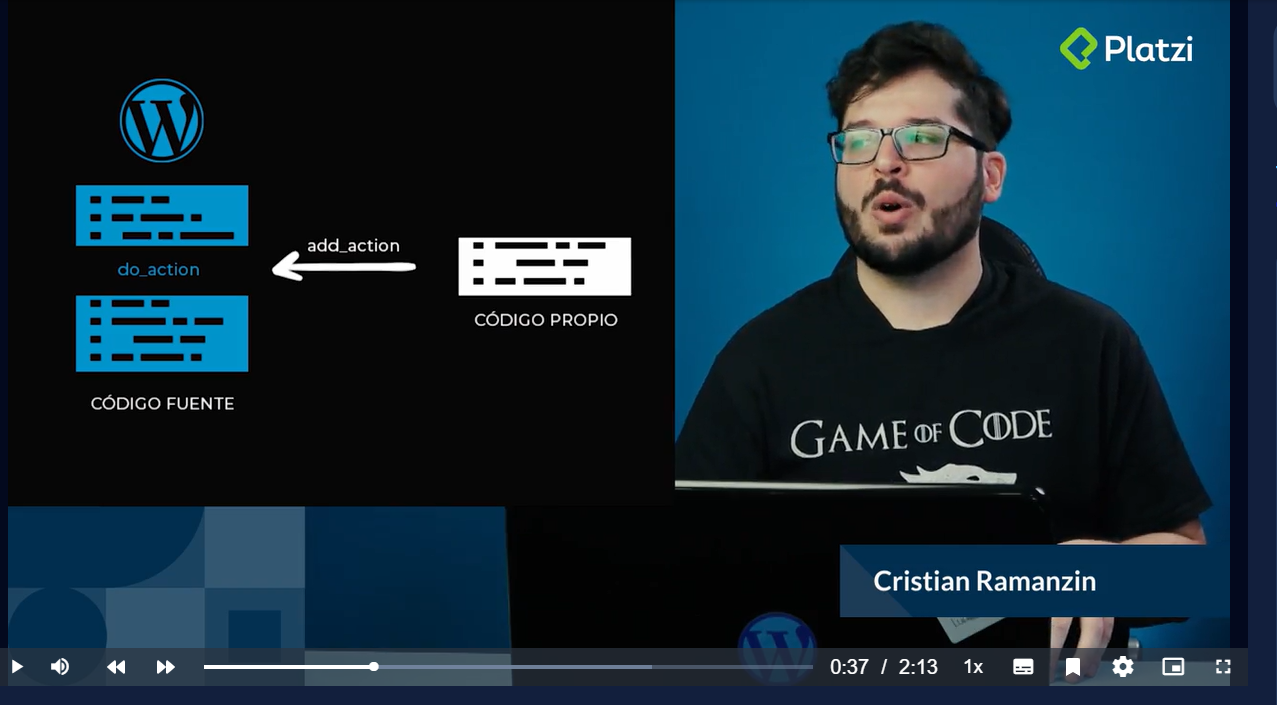 Platzi
add_action
do_action
CÓDIGO PROPIO
CÓDIGO FUENTE
GAME OF CODE
Cristian Ramanzin
0:37 / 2:13 1x